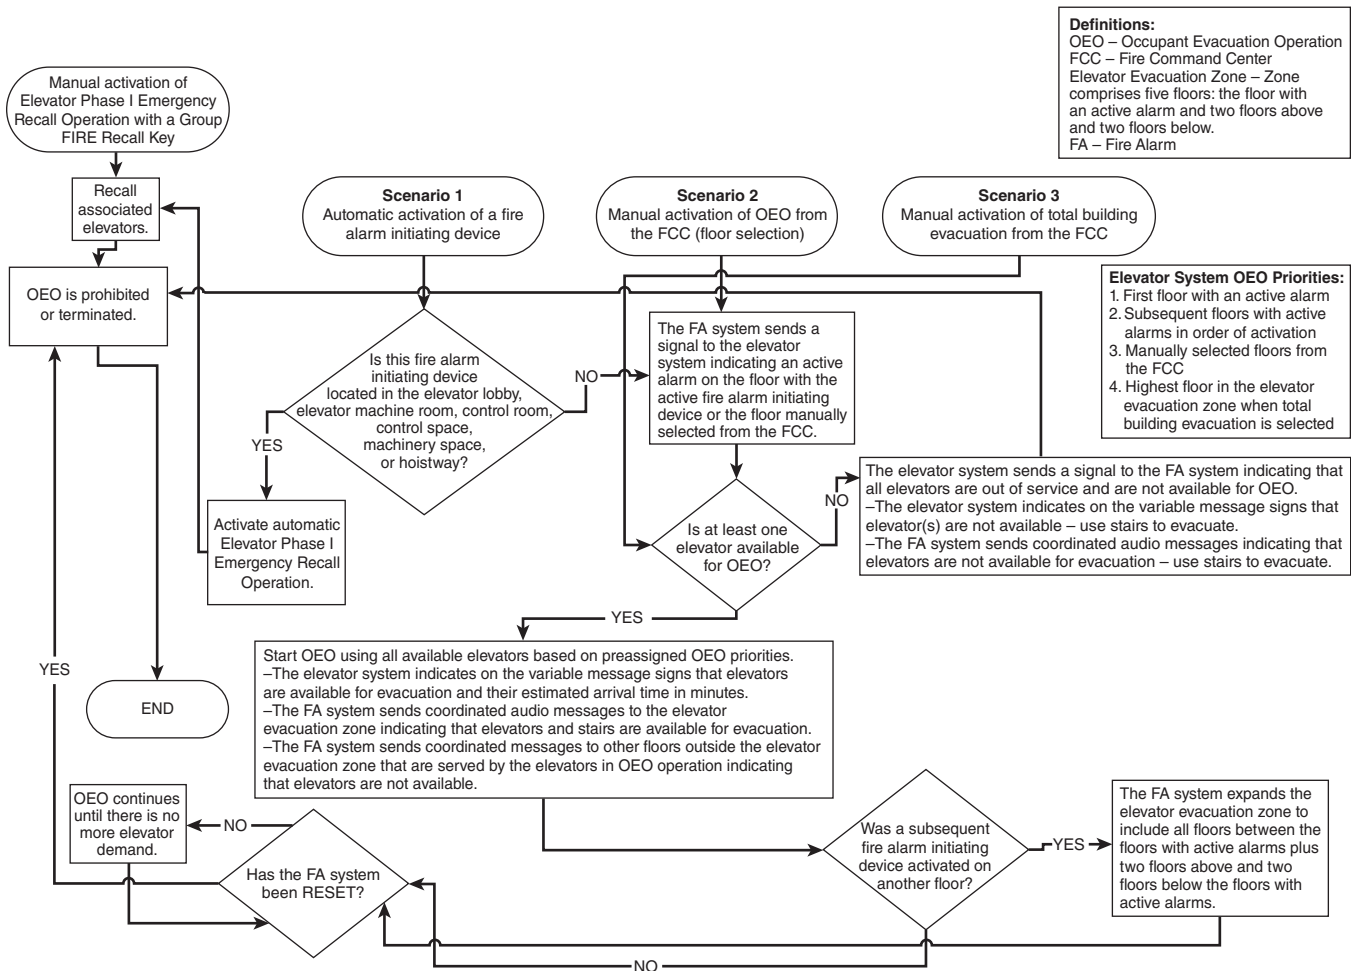 Definitions:
OEO – Occupant Evacuation Operation
FCC – Fire Command Center
Elevator Evacuation Zone – Zone
comprises five floors: the floor with
an active alarm and two floors above
and two floors below.
FA – Fire Alarm
Manual activation of
Elevator Phase I Emergency
Recall Operation with a Group
FIRE Recall Key
Recall
associated
elevators.
OEO is prohibited
or terminated.
Scenario 1
Automatic activation of a fire
alarm initiating device
Scenario 2
Manual activation of OEO from
the FCC (floor selection)
Scenario 3
Manual activation of total building
evacuation from the FCC
Elevator System OEO Priorities:
1. First floor with an active alarm
2. Subsequent floors with active
alarms in order of activation
3. Manually selected floors from
the FCC
4. Highest floor in the elevator
evacuation zone when total
building evacuation is selected
Is this fire alarm
initiating device
located in the elevator lobby,
elevator machine room, control room,
control space,
machinery space,
or hoistway?
NO
YES
The FA system sends a
signal to the elevator
system indicating an active
alarm on the floor with the
active fire alarm initiating
device or the floor manually
selected from the FCC.
Activate automatic
Elevator Phase I
Emergency Recall
Operation.
Is at least one
elevator available
for OEO?
NO
YES
The elevator system sends a signal to the FA system indicating that
all elevators are out of service and are not available for OEO.
–The elevator system indicates on the variable message signs that
elevator(s) are not available – use stairs to evacuate.
–The FA system sends coordinated audio messages indicating that
elevators are not available for evacuation – use stairs to evacuate.
Start OEO using all available elevators based on preassigned OEO priorities.
–The elevator system indicates on the variable message signs that elevators
are available for evacuation and their estimated arrival time in minutes.
–The FA system sends coordinated audio messages to the elevator
evacuation zone indicating that elevators and stairs are available for evacuation.
–The FA system sends coordinated messages to other floors outside the elevator
evacuation zone that are served by the elevators in OEO operation indicating
that elevators are not available.
YES
END
OEO continues
until there is no
more elevator
demand.
NO
Has the FA system
been RESET?
Was a subsequent
fire alarm initiating
device activated on
another floor?
YES
The FA system expands the
elevator evacuation zone to
include all floors between the
floors with active alarms plus
two floors above and two
floors below the floors with
active alarms.
NO